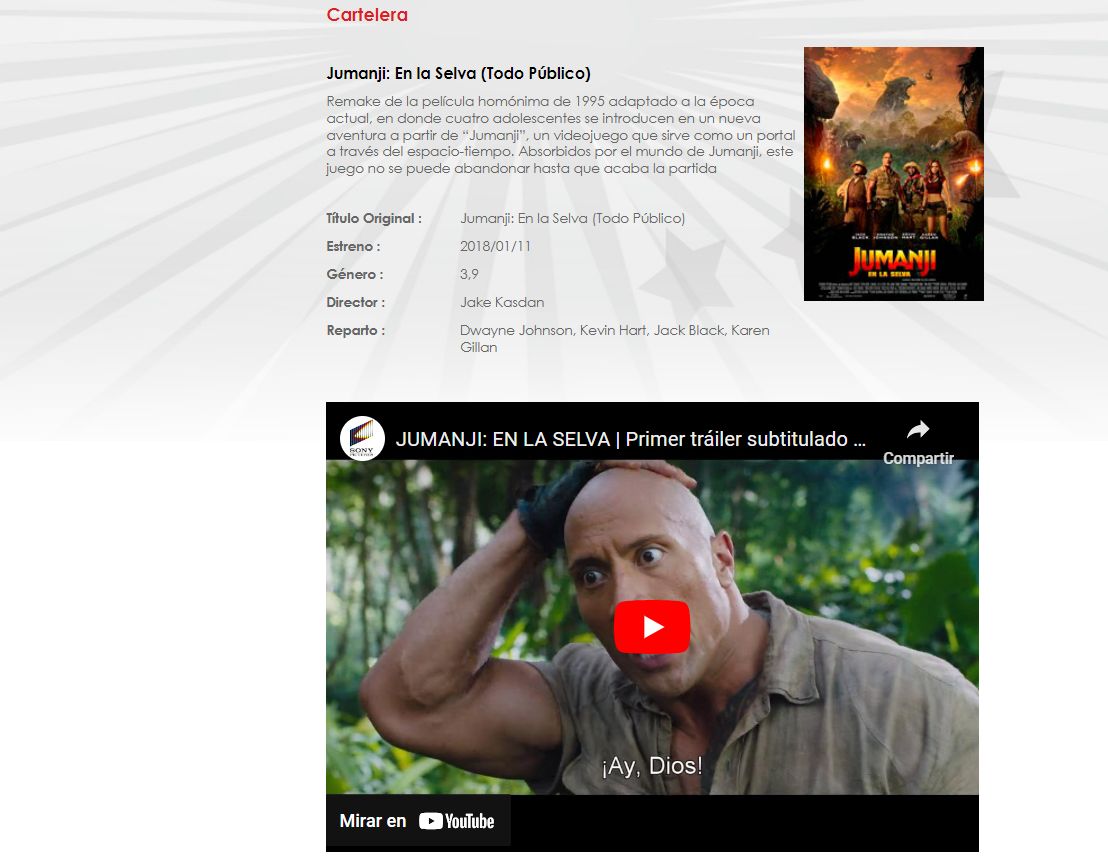 Cartelera
Jumanji: En la Selva (Todo Público)
Remake de la película homónima de 1995 adaptado a la época
actual, en donde cuatro adolescentes se introducen en un nueva
aventura a partir de “Jumanji”, un videojuego que sirve como un portal
a través del espacio-tiempo. Absorbidos por el mundo de Jumanji, este
juego no se puede abandonar hasta que acaba la partida
Título Original : Jumanji: En la Selva (Todo Público)
Estreno : 2018/01/11
Género : 3,9
Director : Jake Kasdan
Reparto : Dwayne Johnson, Kevin Hart, Jack Black, Karen
Gillan
JACK BLACK DWAYNE JOHNSON KEVIN HART KAREN GILLAN
JUMANJI
EN LA SELVA
SONY
PICTURES
JUMANJI: EN LA SELVA | Primer tráiler subtitulado ...
Compartir
¡Ay, Dios!
Mirar en YouTube